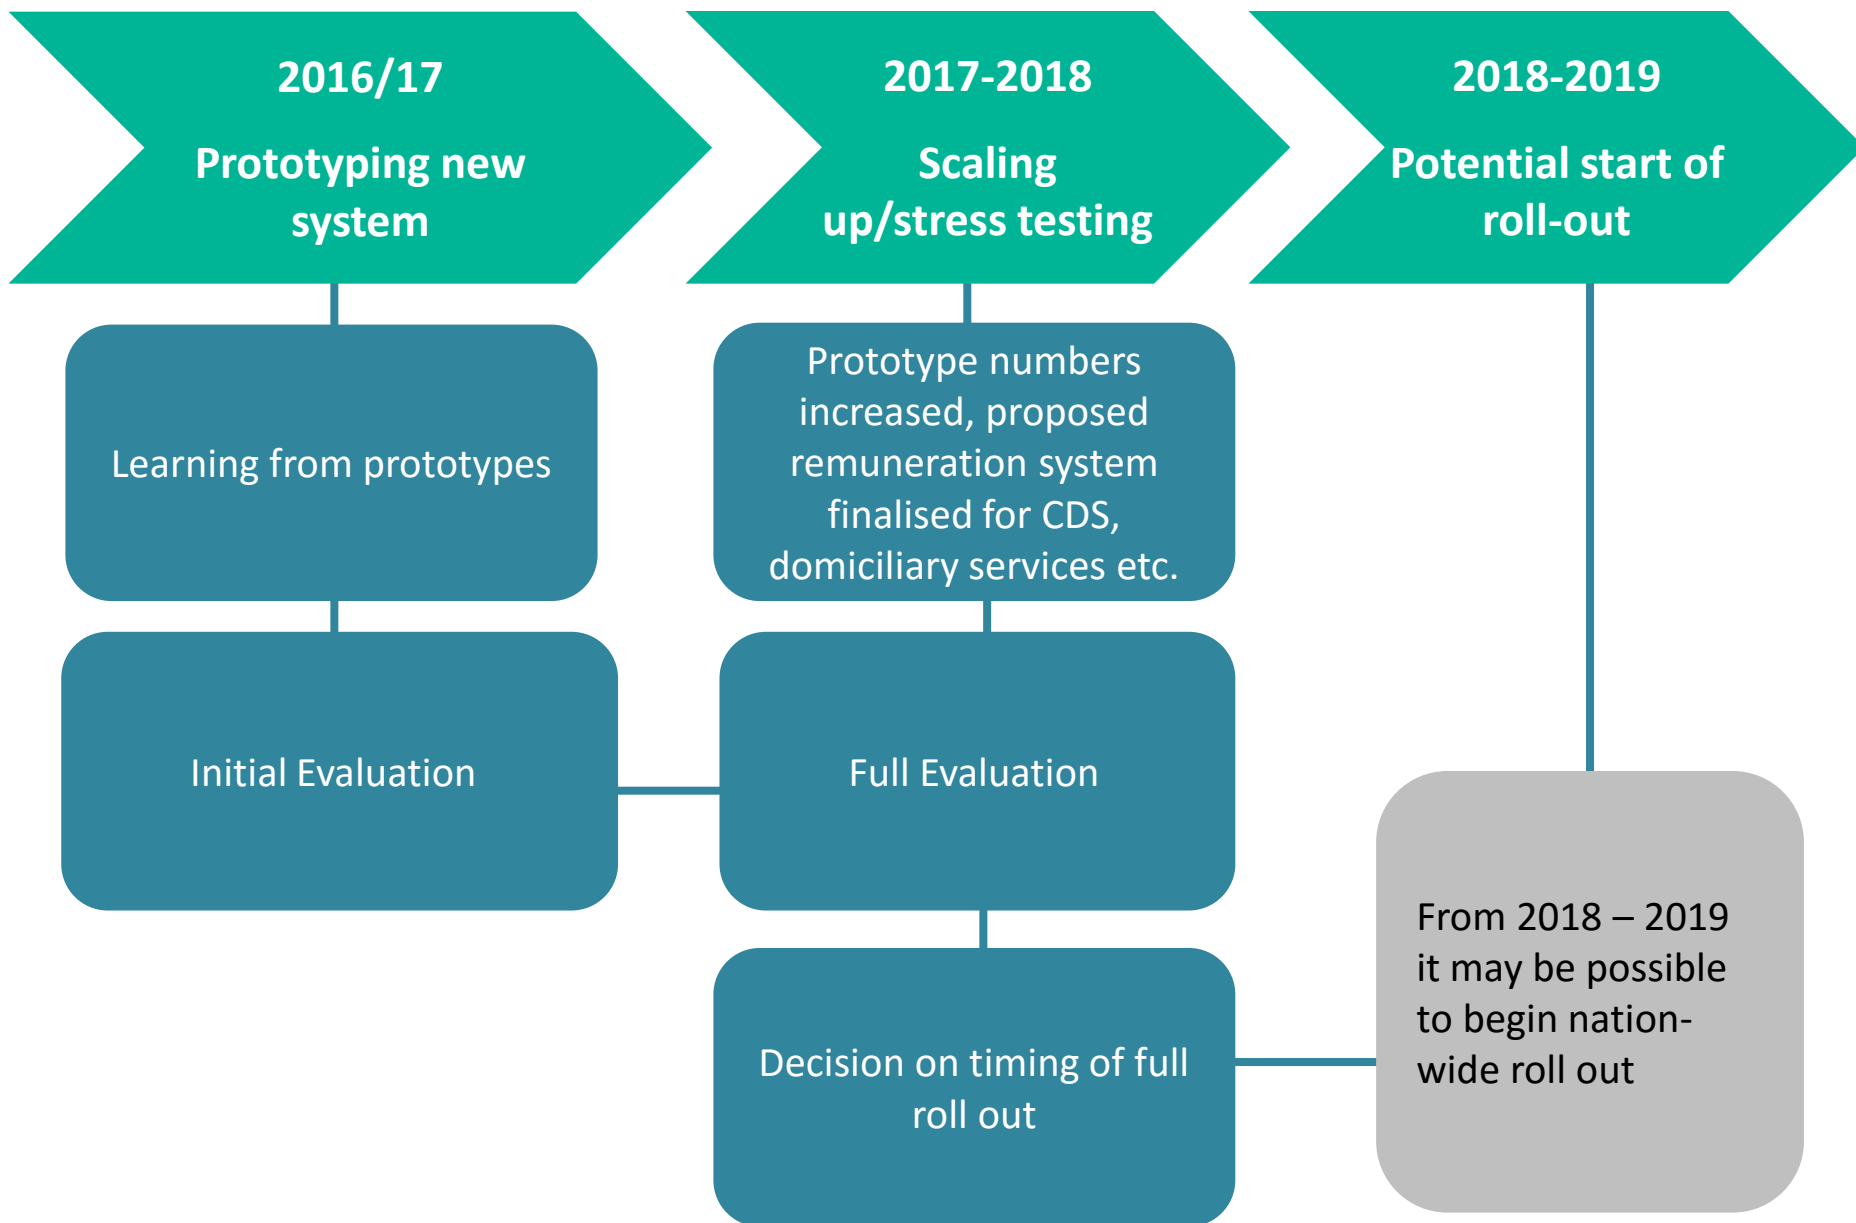 2016/17
Prototyping new
system
2017-2018
Scaling
up/stress testing
2018-2019
Potential start of
roll-out
Learning from prototypes
Prototype numbers
increased, proposed
remuneration system
finalised for CDS,
domiciliary services etc.
Initial Evaluation
Full Evaluation
Decision on timing of full
roll out
From 2018 – 2019
it may be possible
to begin nation-
wide roll out